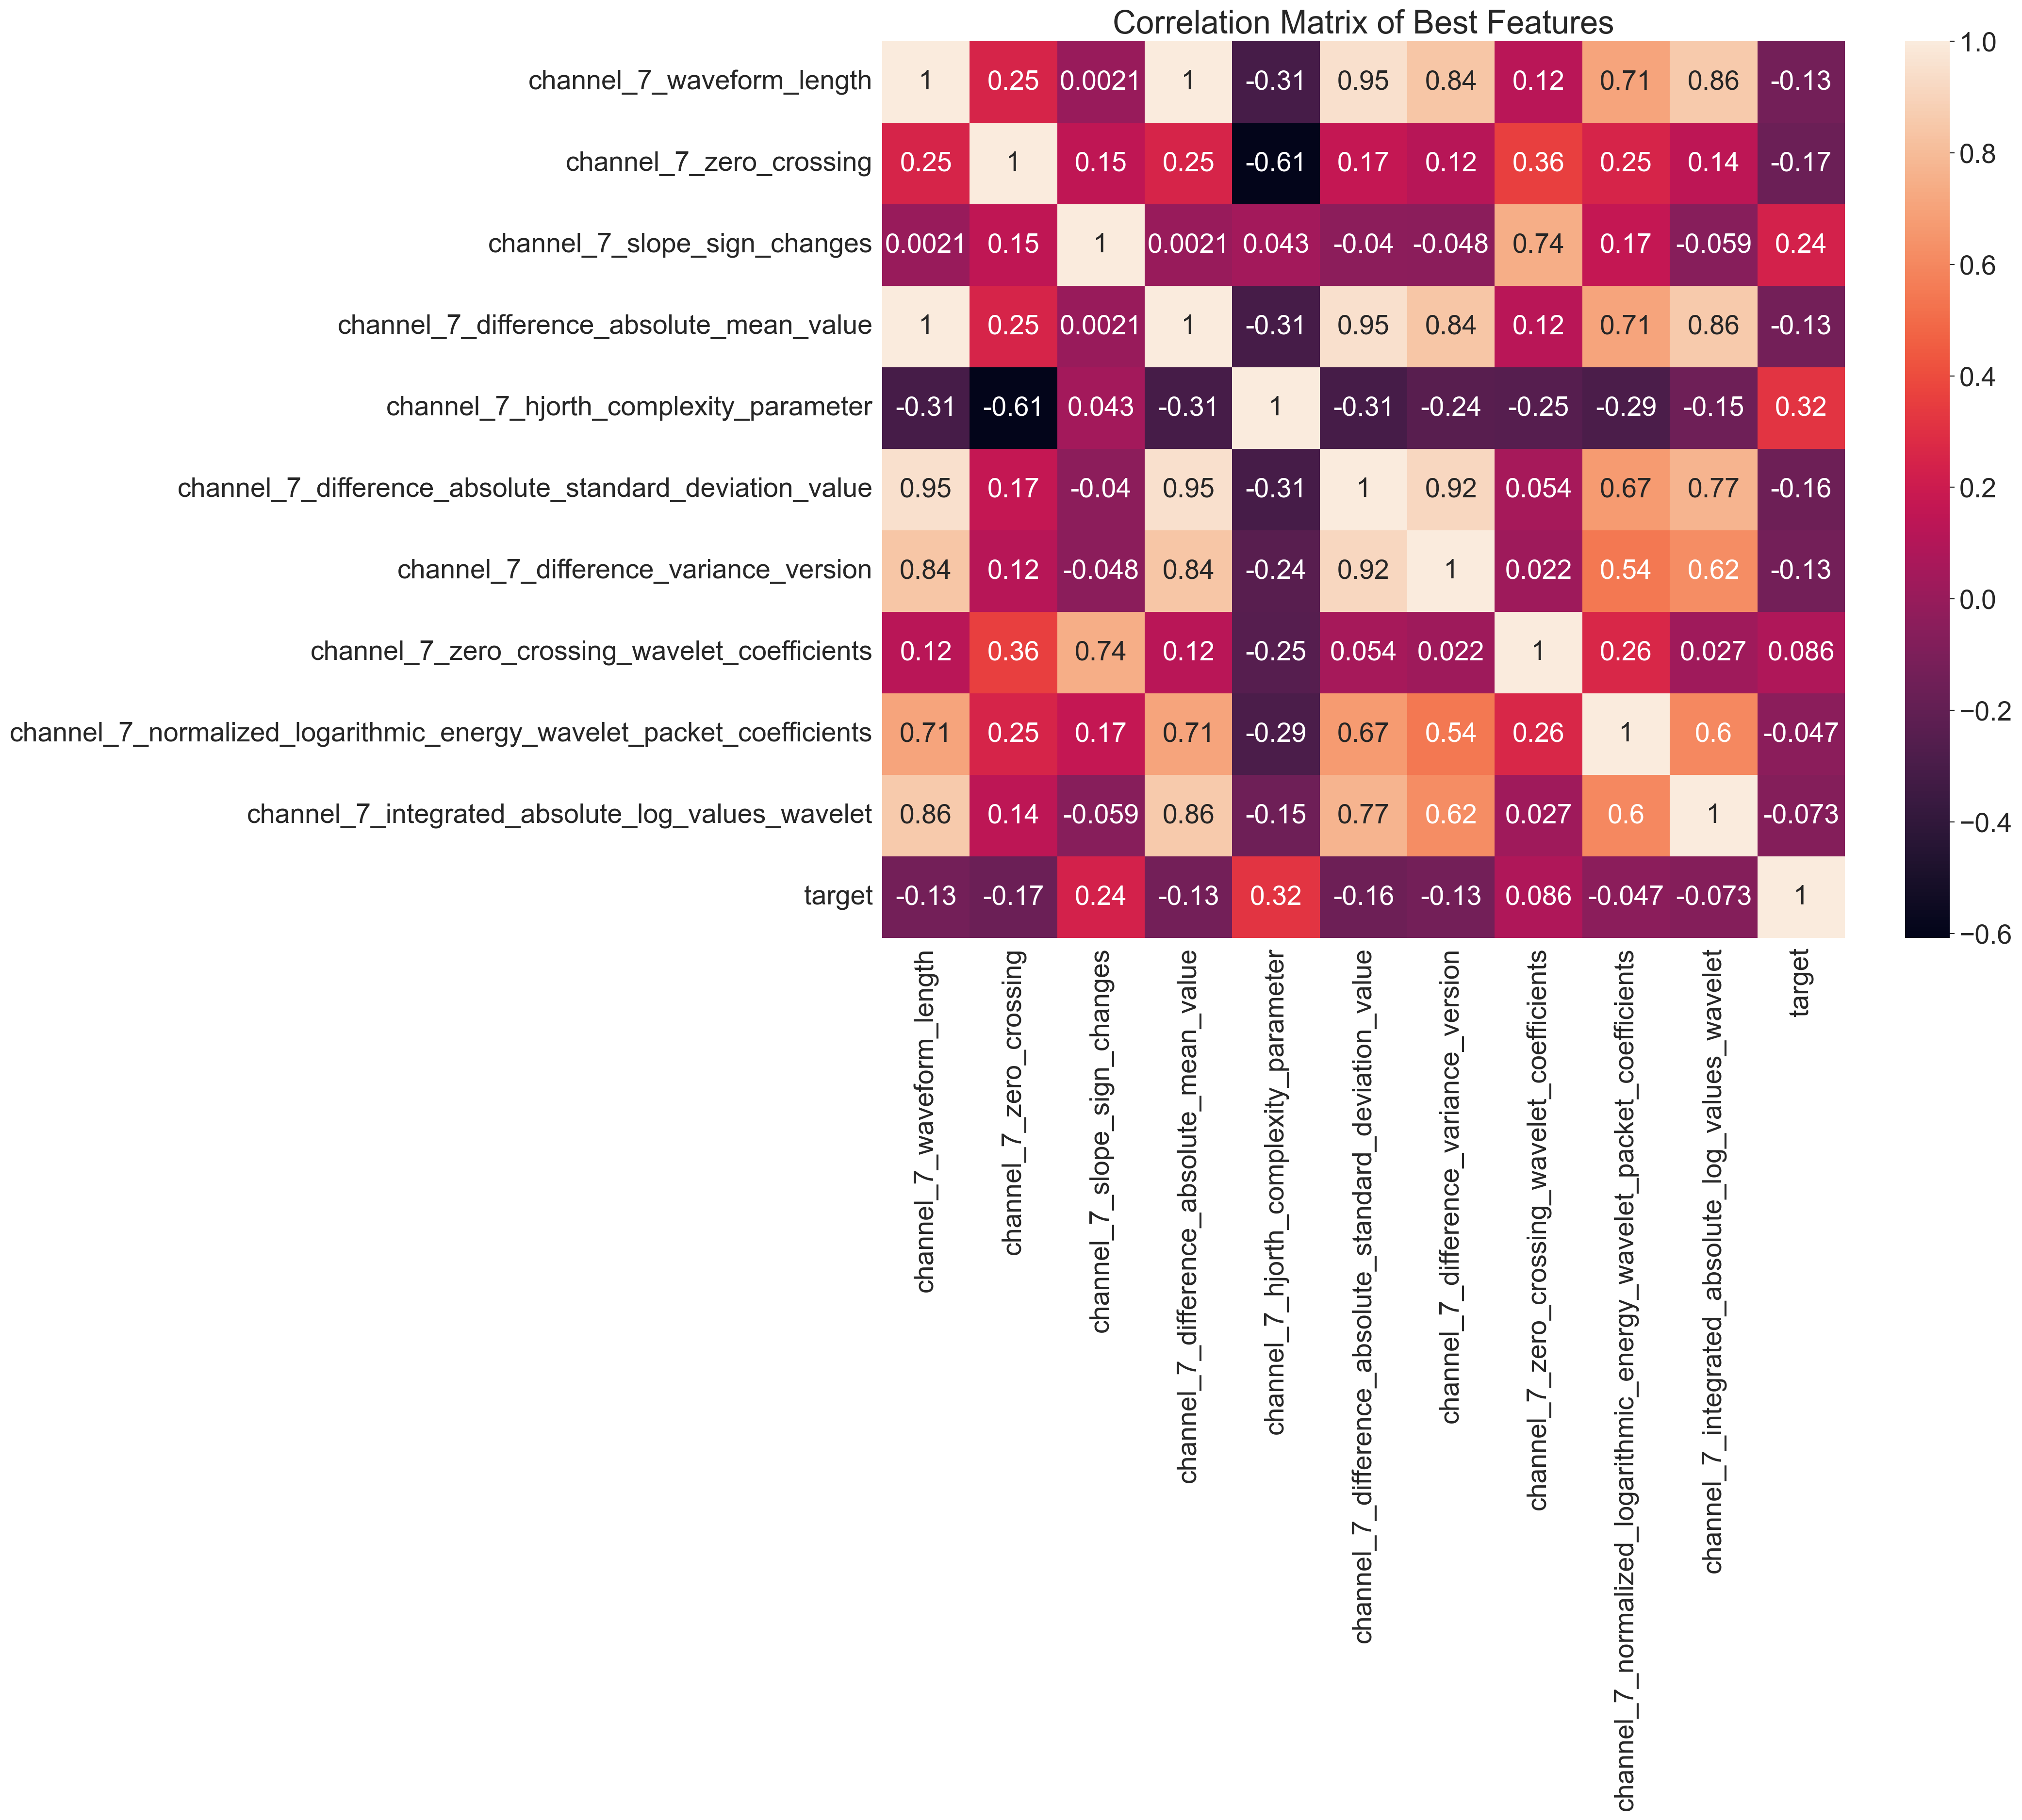 Correlation Matrix of Best Features
channel_7_waveform_length 1 0.25 0.0021 1 -0.31 0.95 0.84 0.12 0.71 0.86 -0.13
channel_7_zero_crossing 0.25 1 0.15 0.25 -0.61 0.17 0.12 0.36 0.25 0.14 -0.17
channel_7_slope_sign_changes 0.0021 0.15 1 0.0021 0.043 -0.04 -0.048 0.74 0.17 -0.059 0.24
channel_7_difference_absolute_mean_value 1 0.25 0.0021 1 -0.31 0.95 0.84 0.12 0.71 0.86 -0.13
channel_7_hjorth_complexity_parameter -0.31 -0.61 0.043 -0.31 1 -0.31 -0.24 -0.25 -0.29 -0.15 0.32
channel_7_difference_absolute_standard_deviation_value 0.95 0.17 -0.04 0.95 -0.31 1 0.92 0.054 0.67 0.77 -0.16
channel_7_difference_variance_version 0.84 0.12 -0.048 0.84 -0.24 0.92 1 0.022 0.54 0.62 -0.13
channel_7_zero_crossing_wavelet_coefficients 0.12 0.36 0.74 0.12 -0.25 0.054 0.022 1 0.26 0.027 0.086
channel_7_normalized_logarithmic_energy_wavelet_packet_coefficients 0.71 0.25 0.17 0.71 -0.29 0.67 0.54 0.26 1 0.6 -0.047
channel_7_integrated_absolute_log_values_wavelet 0.86 0.14 -0.059 0.86 -0.15 0.77 0.62 0.027 0.6 1 -0.073
target -0.13 -0.17 0.24 -0.13 0.32 -0.16 -0.13 0.086 -0.047 -0.073 1
channel_7_waveform_length
channel_7_zero_crossing
channel_7_slope_sign_changes
channel_7_difference_absolute_mean_value
channel_7_hjorth_complexity_parameter
channel_7_difference_absolute_standard_deviation_value
channel_7_difference_variance_version
channel_7_zero_crossing_wavelet_coefficients
channel_7_normalized_logarithmic_energy_wavelet_packet_coefficients
channel_7_integrated_absolute_log_values_wavelet
target
1.0
0.8
0.6
0.4
0.2
0.0
−0.2
−0.4
−0.6